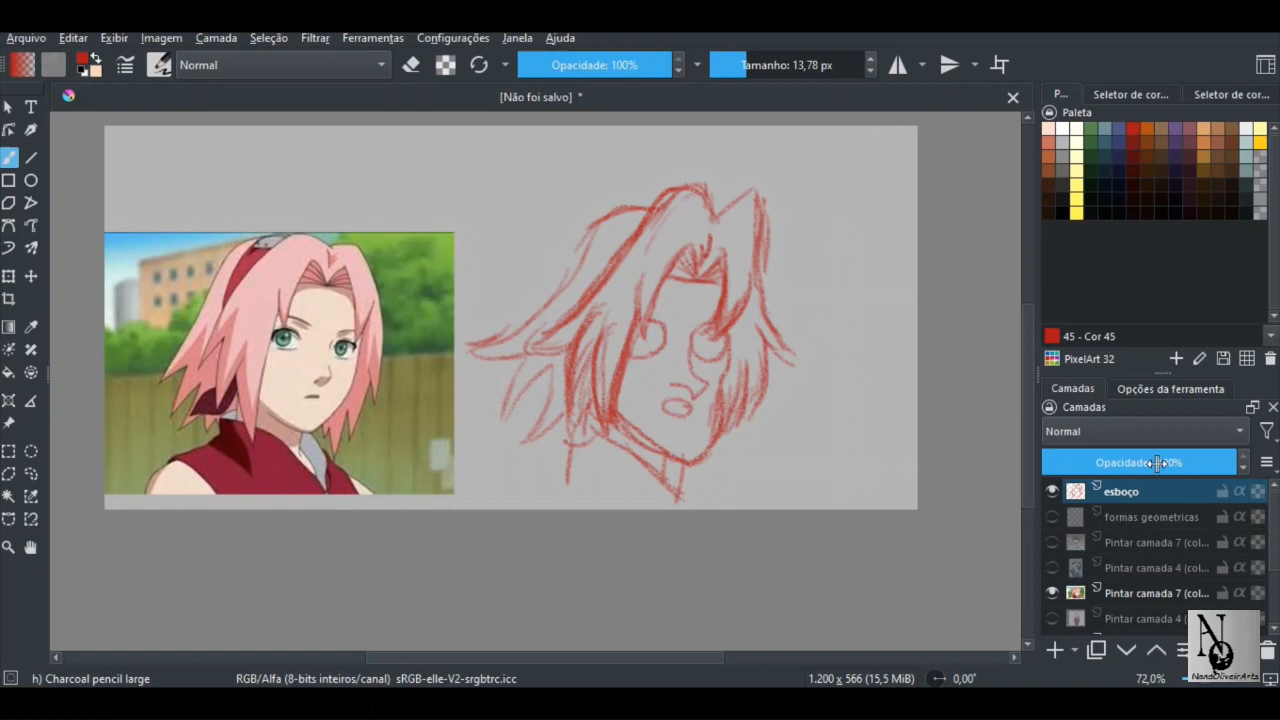 Arquivo Editar Exibir Imagem Camada Seleção Filtrar Ferramentas Configurações Janela Ajuda
Normal Opacidade: 100% Tamanho: 13,78 px
[Não foi salvo] *
P... Seletor de cor... Seletor de cor...
Paleta
45 - Cor 45
PixelArt 32
Camadas Opções da ferramenta
Camadas
Normal
esboço
formas geometricas
Pintar camada 7 (col...
Pintar camada 4 (col...
Pintar camada 7 (col...
Pintar camada 4
h) Charcoal pencil large RGB/Alfa (8-bits inteiros/canal) sRGB-elle-V2-srgbtrc.icc 1.200 x 566 (15,5 MiB) 0,00° 72,0%
NandOliveirArts